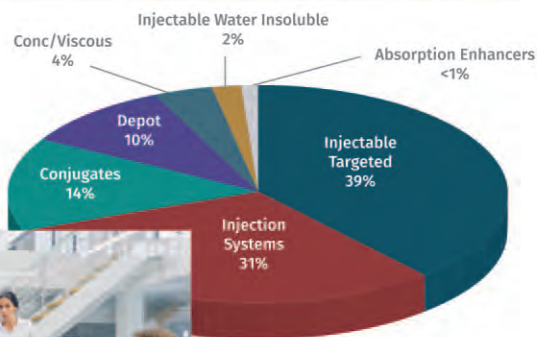 Injectable Water Insoluble
2%
Conc/Viscous
4%
Absorption Enhancers
<1%
Depot
10%
Injectable
Targeted
39%
Conjugates
14%
Injection
Systems
31%